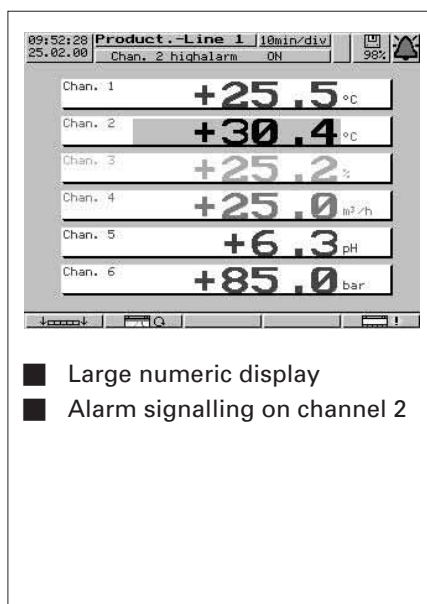 09:52:28 Product.-Line 1 10min/div
25.02.00 Chan. 2 highalarm ON 98%
Chan. 1 +25.5 °C
Chan. 2 +30.4 °C
Chan. 3 +25.2 %
Chan. 4 +25.0 m³/h
Chan. 5 +6.3 pH
Chan. 6 +85.0 bar
!
Large numeric display
Alarm signalling on channel 2